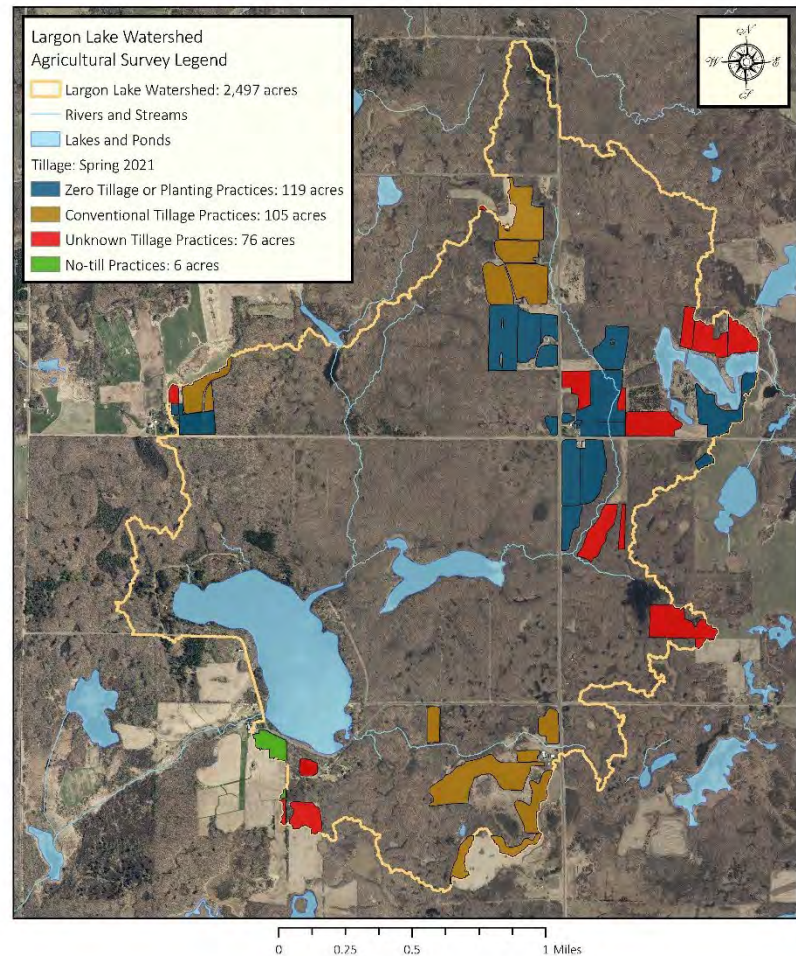 Largon Lake Watershed
Agricultural Survey Legend
Largon Lake Watershed: 2,497 acres
Rivers and Streams
Lakes and Ponds
Tillage: Spring 2021
Zero Tillage or Planting Practices: 119 acres
Conventional Tillage Practices: 105 acres
Unknown Tillage Practices: 76 acres
No-till Practices: 6 acres
N
W E
S
0 0.25 0.5 1 Miles